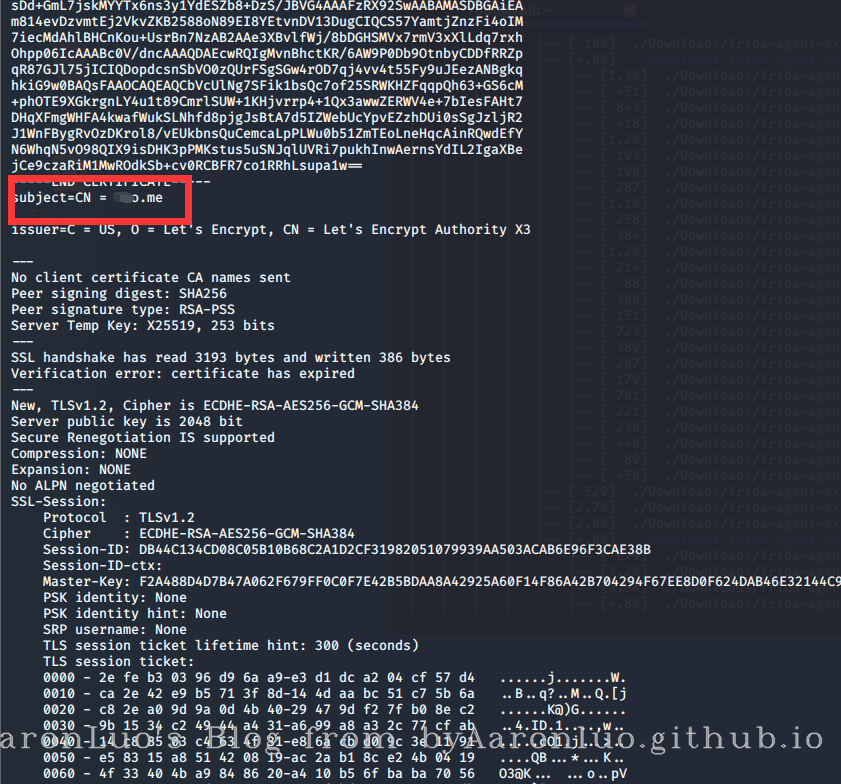 sDd+GmL7jskMYYTx6ns3y1YdESZb8+DzS/JBVG4AAAFzRX92SwAABAMASDBGAiEA
m814evDzvmtEj2VkvZKB2588oN89EI8YEtvnDV13DugCIQCS57YamtjZnzFi4oIM
7iecMdAhlBHCnKou+UsrBn7NzAB2AAe3XBvlfWj/8bDGHSMVx7rmV3xXlLdq7rxh
Ohpp06IcAAABc0V/dncAAAQDAEcwRQIgMvnBhctKR/6AW9P0Db9OtnbyCDDfRRZp
qR87GJl75jICIQDopdcsnSbVO0zQUrFSgSGw4rOD7qj4vv4t55Fy9uJEezANBgkq
hkiG9w0BAQsFAAOCAQEAQCbVcUlNg7SFik1bsQc7of25SRWKHZFqqpQh63+GS6cM
+phOTE9XGkrgnLY4u1t89CmrlSUW+1KHjvrrp4+1Qx3awwZERWV4e+7bIesFAHt7
DHqXFmgWHFA4kwafWukSLNhfd8pjgJsBtA7d5IZWebUcYpvEZzhDUi0sSgJzljR2
J1WnFBygRvOzDKrol8/vEUkbnsQuCemcaLpPLWu0b51ZmTEoLneHqcAinRQwdEfY
N6WhqN5vO98QIX9isDHK3pPMKstus5uSNJqlUVRi7pukhInwAernsYdIL2IgaXBe
jCe9czaRiM1MwROdkSb+cv0RCBFR7co1RRhLsupa1w==
END CERTIFICATE-----
subject=CN = o.me
issuer=C = US, O = Let's Encrypt, CN = Let's Encrypt Authority X3
---
No client certificate CA names sent
Peer signing digest: SHA256
Peer signature type: RSA-PSS
Server Temp Key: X25519, 253 bits
---
SSL handshake has read 3193 bytes and written 386 bytes
Verification error: certificate has expired
---
New, TLSv1.2, Cipher is ECDHE-RSA-AES256-GCM-SHA384
Server public key is 2048 bit
Secure Renegotiation IS supported
Compression: NONE
Expansion: NONE
No ALPN negotiated
SSL-Session:
Protocol : TLSv1.2
Cipher : ECDHE-RSA-AES256-GCM-SHA384
Session-ID: DB44C134CD08C05B10B68C2A1D2CF31982051079939AA503ACAB6E96F3CAE38B
Session-ID-ctx:
Master-Key: F2A488D4D7B47A062F679FF0C0F7E42B5BDAA8A42925A60F14F86A42B704294F67EE8D0F624DAB46E32144C9
PSK identity: None
PSK identity hint: None
SRP username: None
TLS session ticket lifetime hint: 300 (seconds)
TLS session ticket:
0000 - 2e fe b3 03 96 d9 6a a9-e3 d1 dc a2 04 cf 57 d4 ......j.......W.
0010 - ca 2e 42 e9 b5 71 3f 8d-14 4d aa bc 51 c7 5b 6a ..B..q?..M..Q.[j
0020 - c8 2e a0 9d 9a 0d 4b 40-29 47 9d f2 7f b0 8e c2 ......K@)G......
0030 - 9b 15 34 c2 49 44 a4 31-a6 99 a8 a3 2c 77 cf ab ..4.ID.1....,w..
0050 - e5 83 15 a8 51 42 08 19-ac 2a b1 8c e2 4b 04 19 ....QB...*...K..
0060 - 4f 33 40 4b a9 84 86 20-a4 10 b5 6f ba ba 70 56 O3@K... ...o..pV
aronLuo's Blog from byAaronluo.github.io